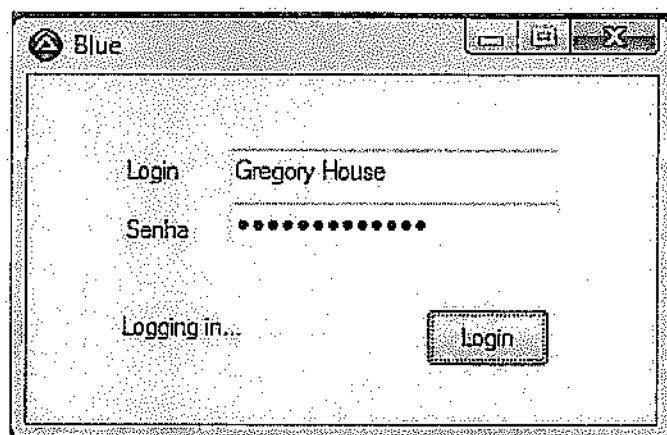 Blue
Login Gregory House
Senha •••••••••••••
Logging in... Login